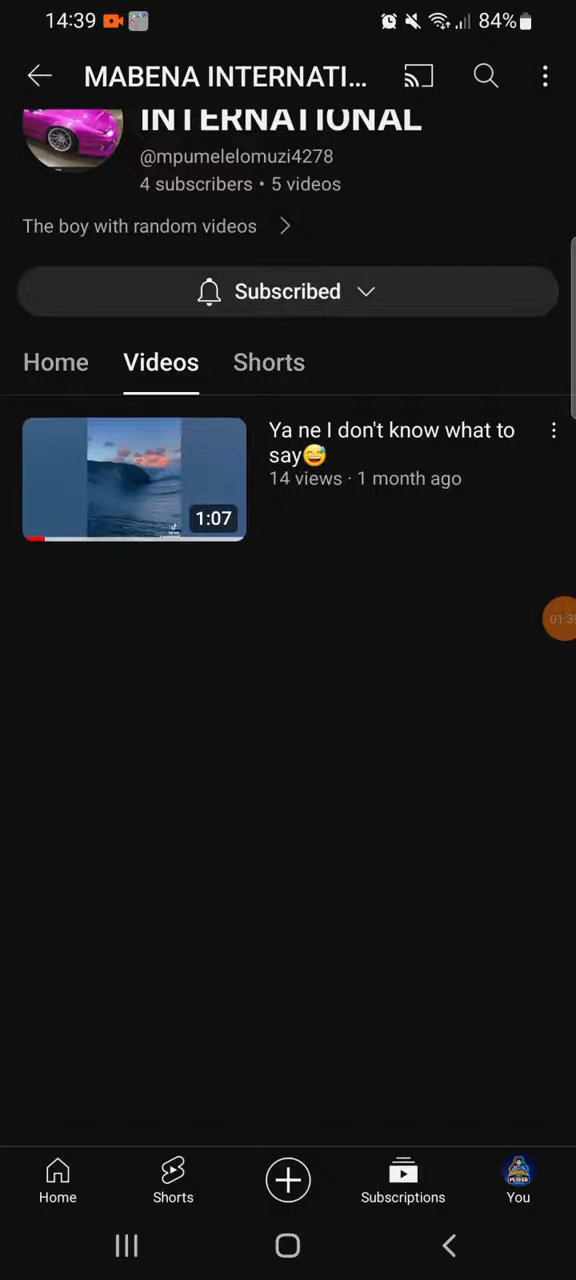 14:39
84%
MABENA INTERNATI...
INTERNATIONAL
@mpumelelomuzi4278
4 subscribers • 5 videos
The boy with random videos
Subscribed
Home Videos Shorts
Ya ne I don't know what to
say😅
14 views · 1 month ago
1:07
Home Shorts Subscriptions You